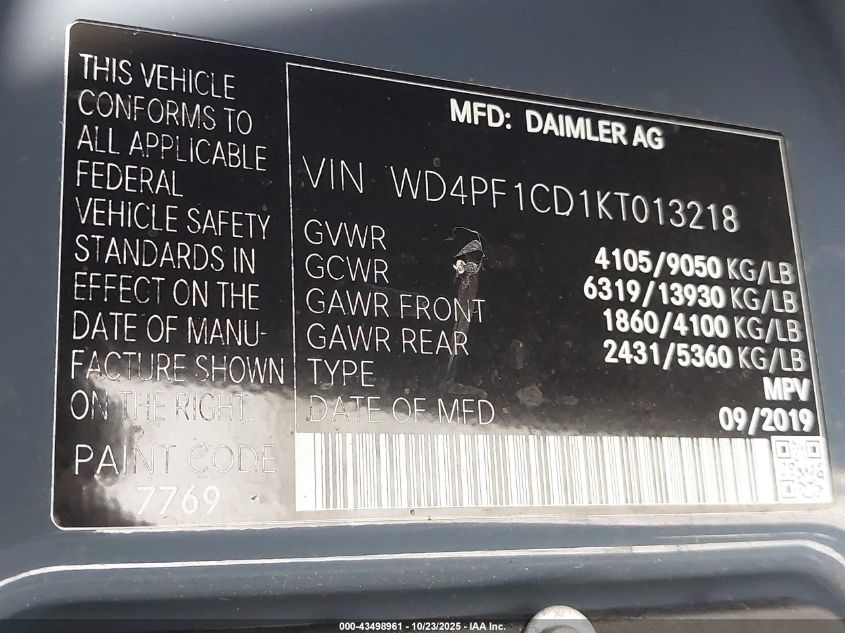 THIS VEHICLE
CONFORMS TO
ALL APPLICABLE
FEDERAL
VEHICLE SAFETY
STANDARDS IN
EFFECT ON THE
DATE OF MANU-
FACTURE SHOWN
ON THE RIGHT.
PAINT CODE
7769
MFD: DAIMLER AG
VIN WD4PF1CD1KT013218
GVWR 4105/9050 KG/LB
GCWR 6319/13930 KG/LB
GAWR FRONT 1860/4100 KG/LB
GAWR REAR 2431/5360 KG/LB
TYPE MPV
DATE OF MFD 09/2019
000-43498961 - 10/23/2025 - IAA Inc.